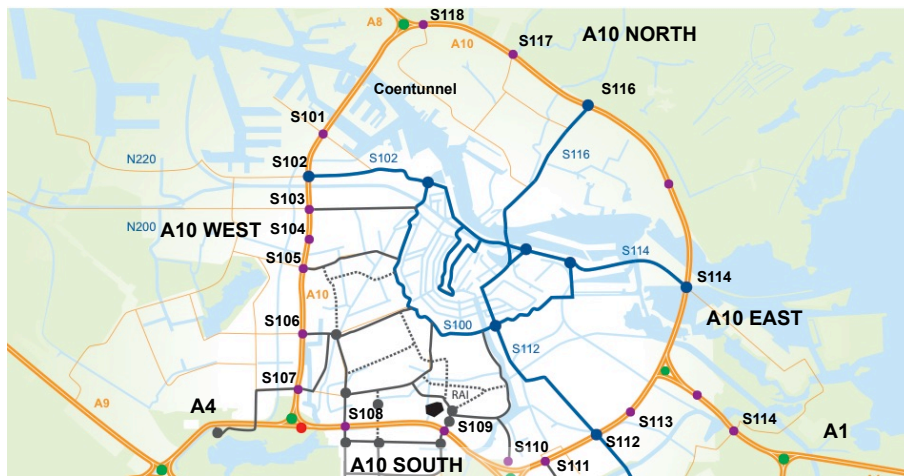 S118
A8
A10
A10 NORTH
S117
Coentunnel
S116
S101
N220
S102
S102
S116
S103
N200
A10 WEST
S104
S114
S105
S114
A10
A10 EAST
S106
S100
S112
S107
RAI
A9
A4
S108
S109
S113
S114
A1
S112
S110
A10 SOUTH
S111